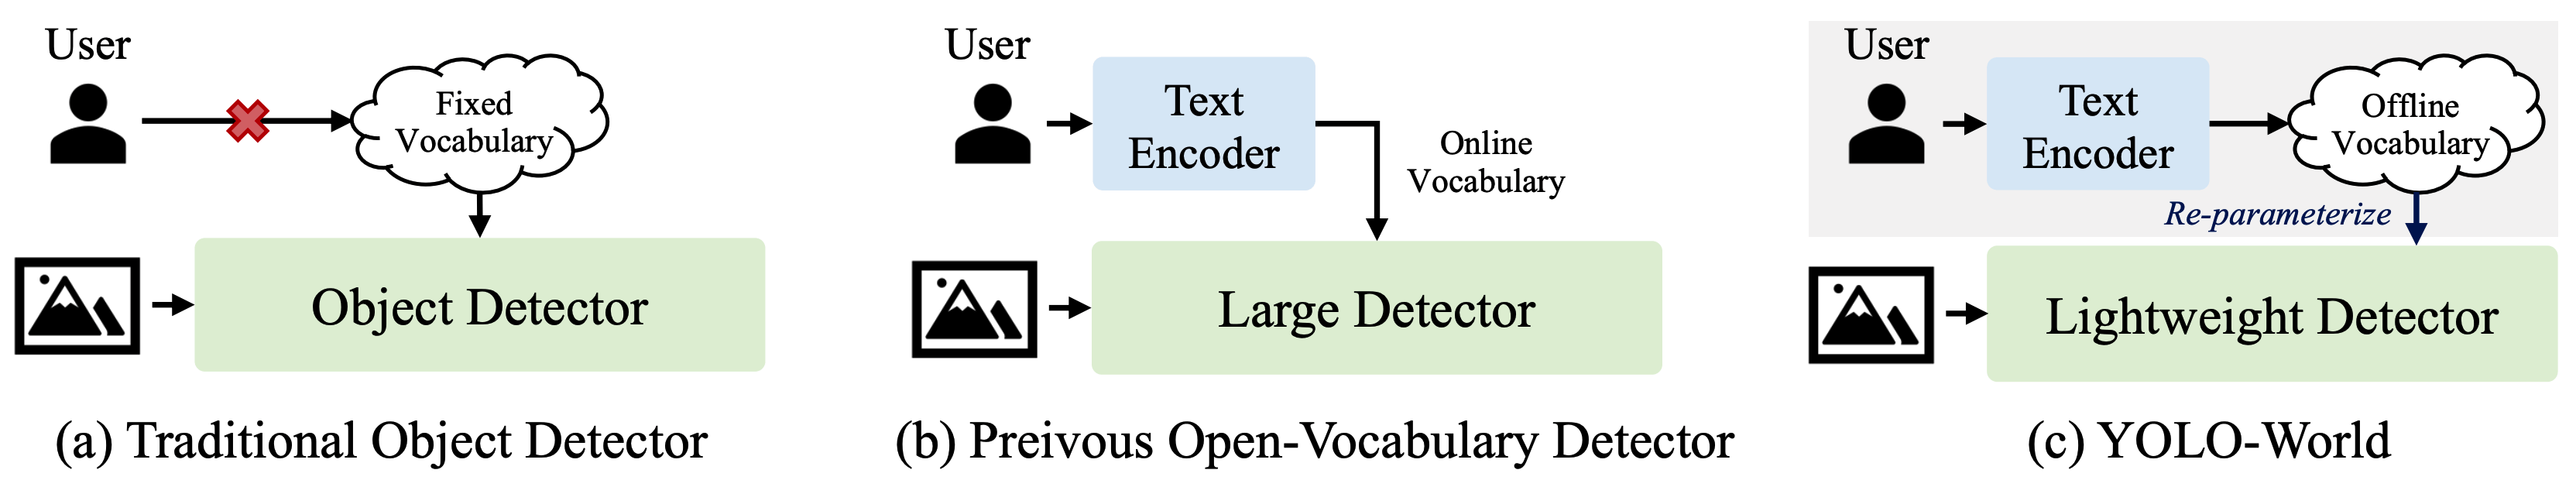 User
Fixed
Vocabulary
Object Detector
(a) Traditional Object Detector
User
Text
Encoder
Online
Vocabulary
Large Detector
(b) Preivous Open-Vocabulary Detector
User
Text
Encoder
Offline
Vocabulary
Re-parameterize
Lightweight Detector
(c) YOLO-World